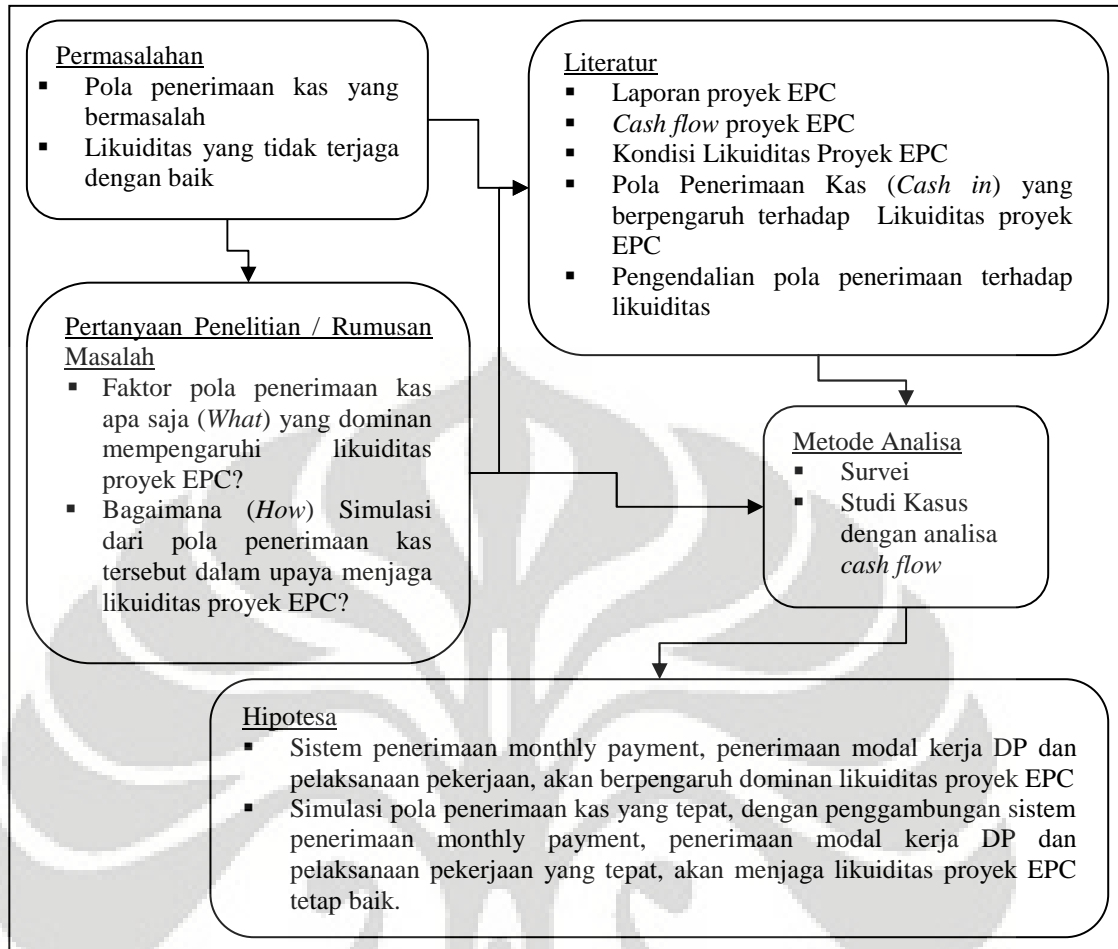 Permasalahan
▪ Pola penerimaan kas yang
bermasalah
▪ Likuiditas yang tidak terjaga
dengan baik
Pertanyaan Penelitian / Rumusan
Masalah
▪ Faktor pola penerimaan kas
apa saja (What) yang dominan
mempengaruhi likuiditas
proyek EPC?
▪ Bagaimana (How) Simulasi
dari pola penerimaan kas
tersebut dalam upaya menjaga
likuiditas proyek EPC?
Literatur
▪ Laporan proyek EPC
▪ Cash flow proyek EPC
▪ Kondisi Likuiditas Proyek EPC
▪ Pola Penerimaan Kas (Cash in) yang
berpengaruh terhadap Likuiditas proyek
EPC
▪ Pengendalian pola penerimaan terhadap
likuiditas
Metode Analisa
▪ Survei
▪ Studi Kasus
dengan analisa
cash flow
Hipotesa
▪ Sistem penerimaan monthly payment, penerimaan modal kerja DP dan
pelaksanaan pekerjaan, akan berpengaruh dominan likuiditas proyek EPC
▪ Simulasi pola penerimaan kas yang tepat, dengan penggambungan sistem
penerimaan monthly payment, penerimaan modal kerja DP dan
pelaksanaan pekerjaan yang tepat, akan menjaga likuiditas proyek EPC
tetap baik.